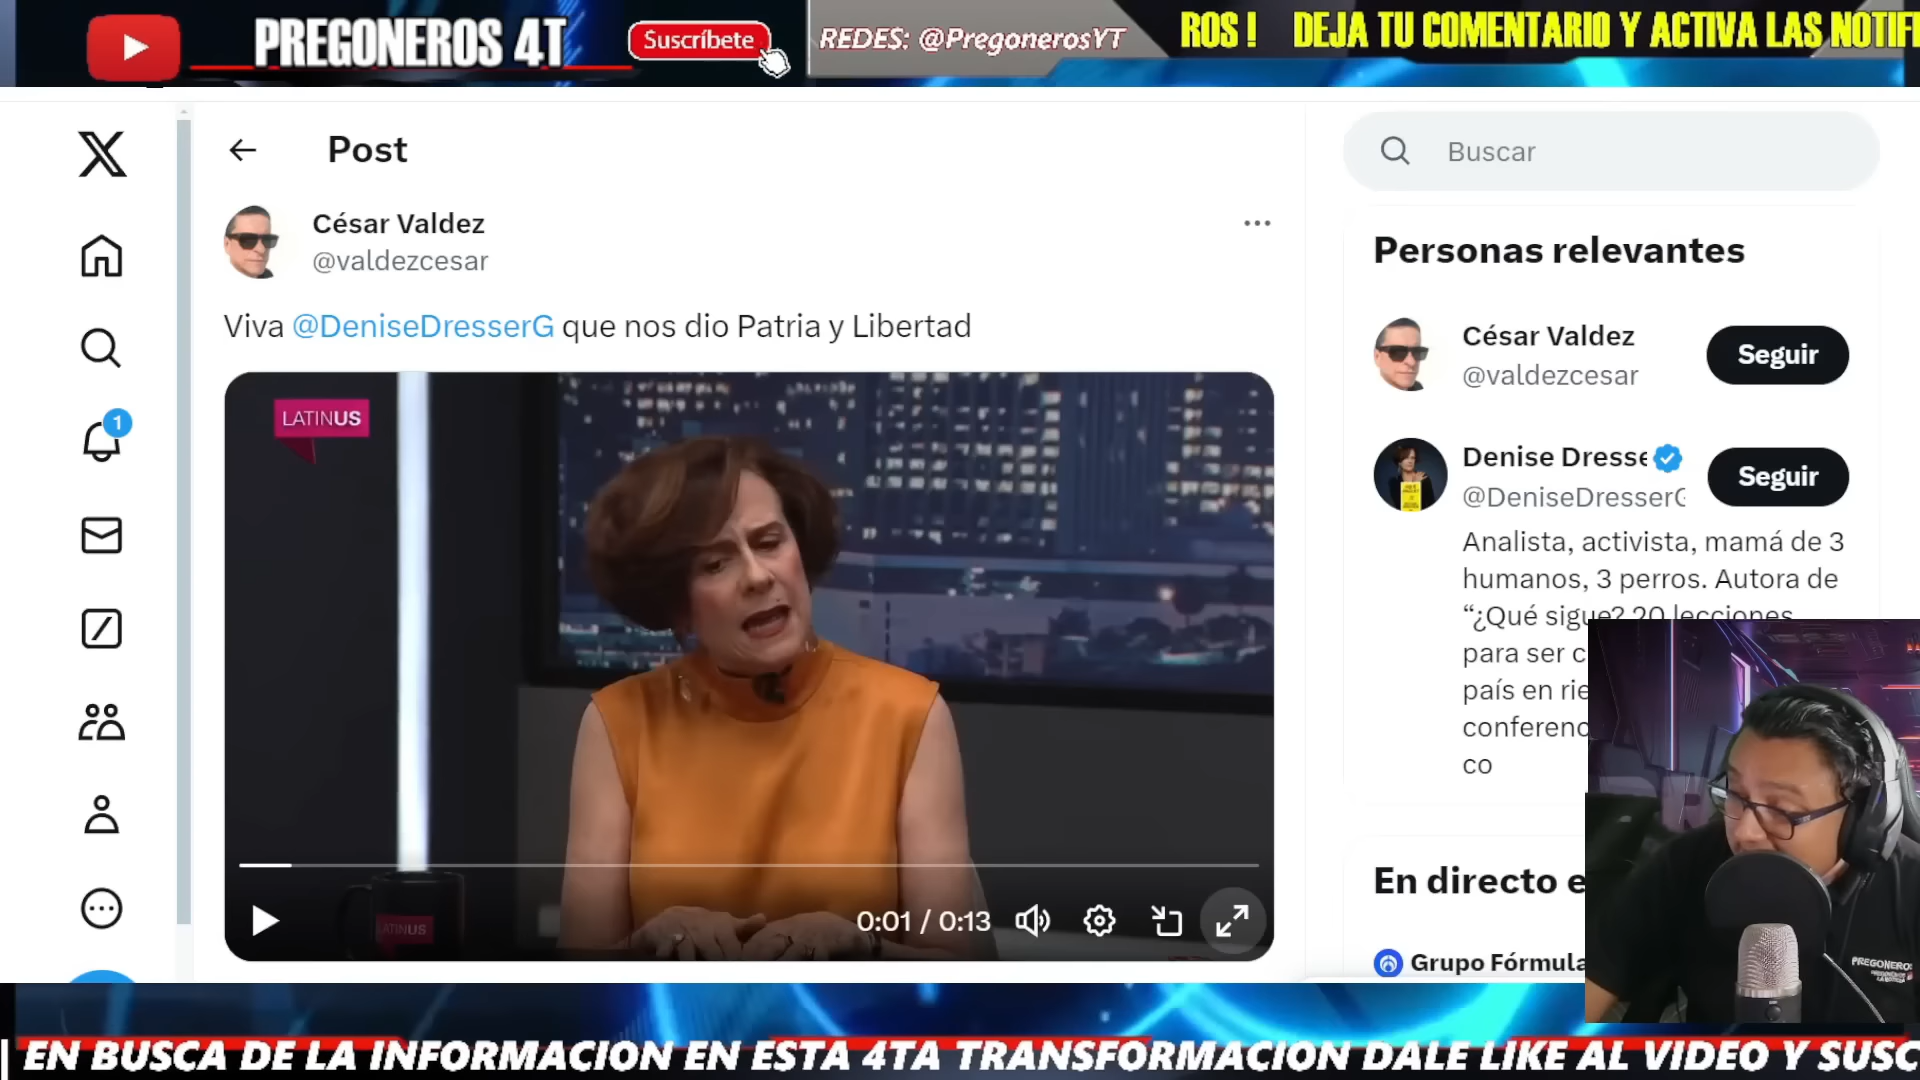 PREGONEROS 4T
Suscríbete
REDES: @PregonerosYT
ROS ! DEJA TU COMENTARIO Y ACTIVA LAS
Post
Buscar
César Valdez
@valdezcesar
Viva @DeniseDresserG que nos dio Patria y Libertad
LATINUS
LATINUS
0:01 / 0:13
1
Personas relevantes
César Valdez
@valdezcesar
Seguir
Denise Dresse
@DeniseDresserG
Seguir
Analista, activista, mamá de 3
humanos, 3 perros. Autora de
“¿Qué sigue? 20 lecciones
para ser c
país en rie
conferenc
co
En directo e
Grupo Fórmula
PREGONEROS
EN BUSCA DE LA INFORMACION EN ESTA 4TA TRANSFORMACION DALE LIKE AL VIDEO Y SUSC